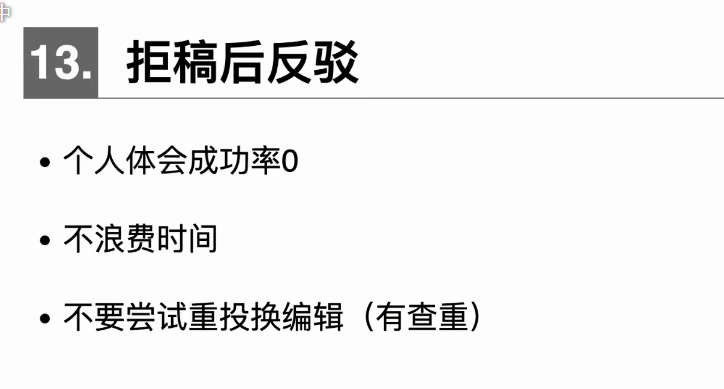 中
13. 拒稿后反驳
• 个人体会成功率0
• 不浪费时间
• 不要尝试重投换编辑（有查重）